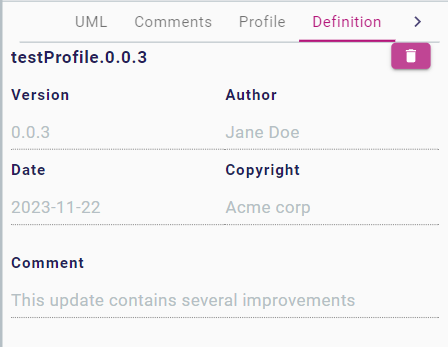 UML Comments Profile Definition
testProfile.0.0.3
Version Author
0.0.3 Jane Doe
Date Copyright
2023-11-22 Acme corp
Comment
This update contains several improvements